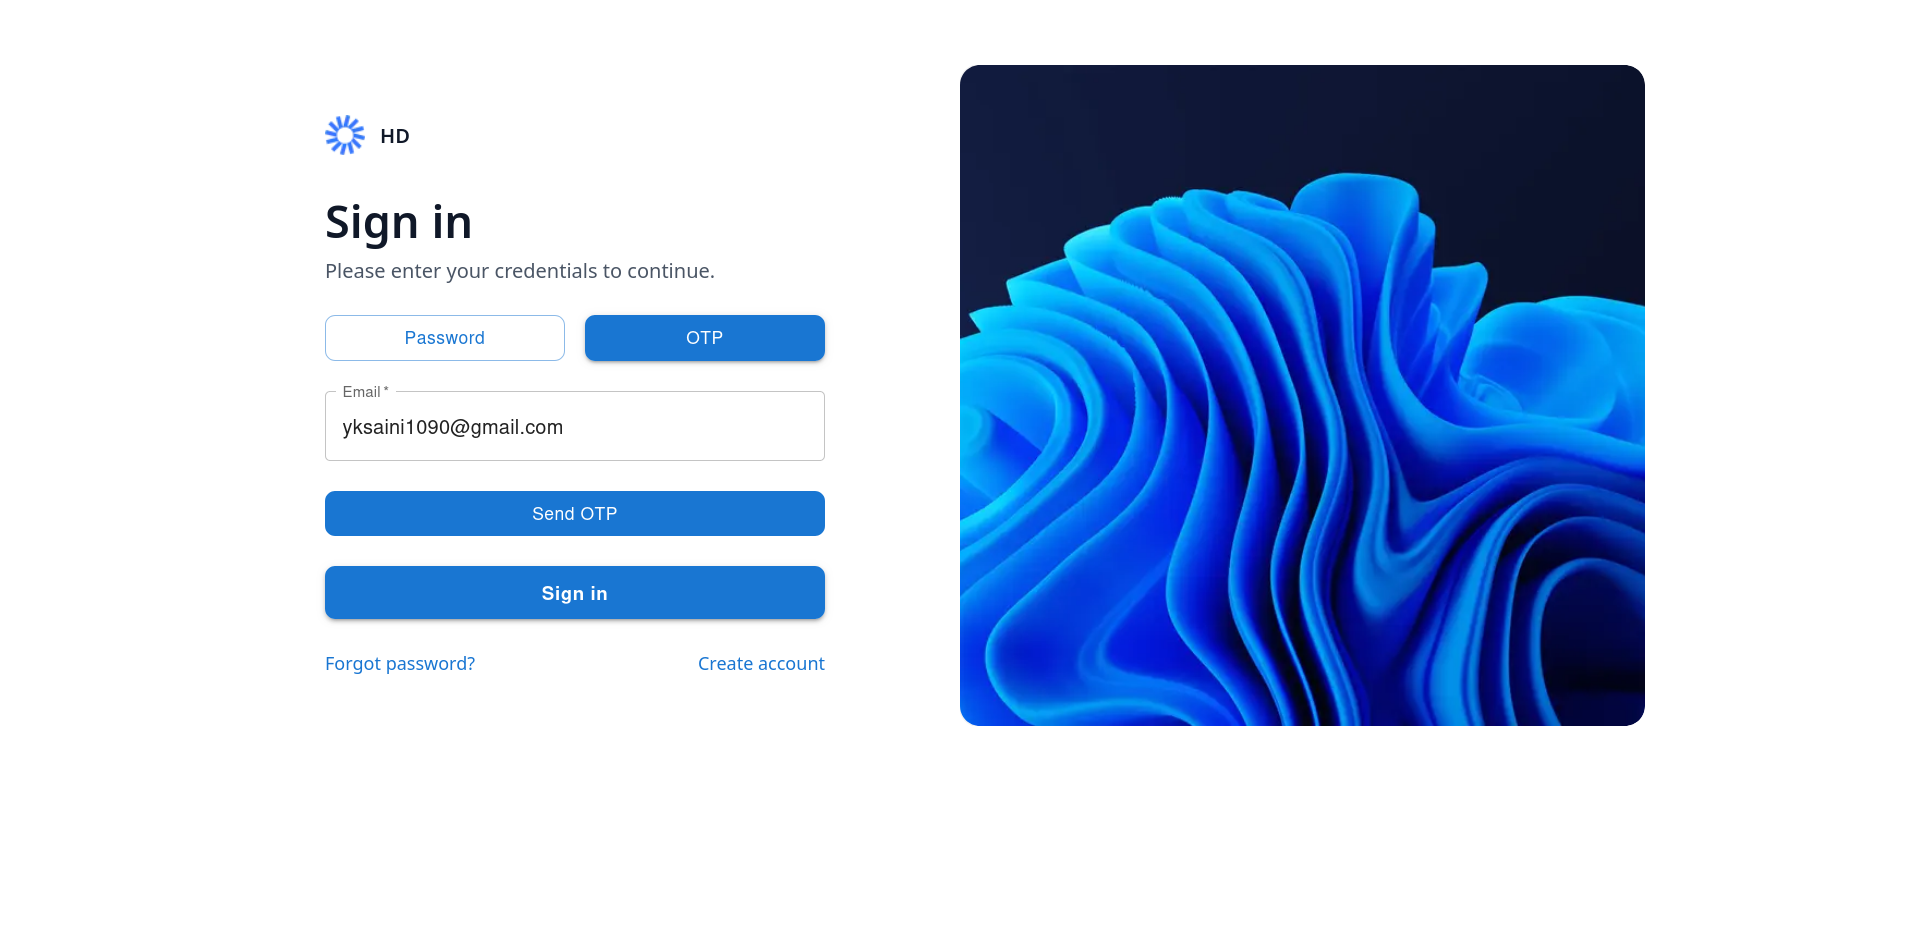 HD
Sign in
Please enter your credentials to continue.
Password
OTP
Email *
yksaini1090@gmail.com
Send OTP
Sign in
Forgot password?
Create account